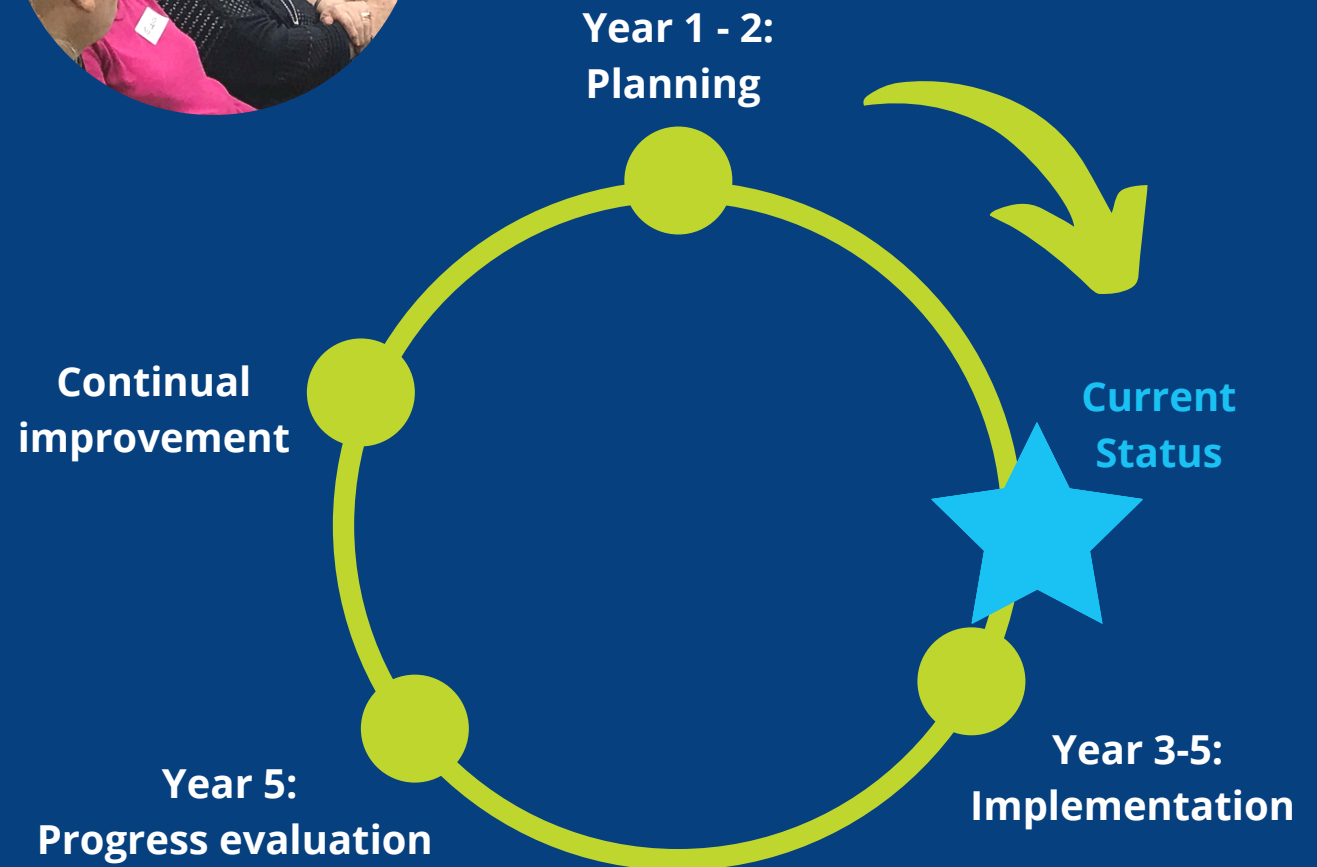 Year 1 - 2:
Planning
Current
Status
Continual
improvement
Year 3-5:
Implementation
Year 5:
Progress evaluation